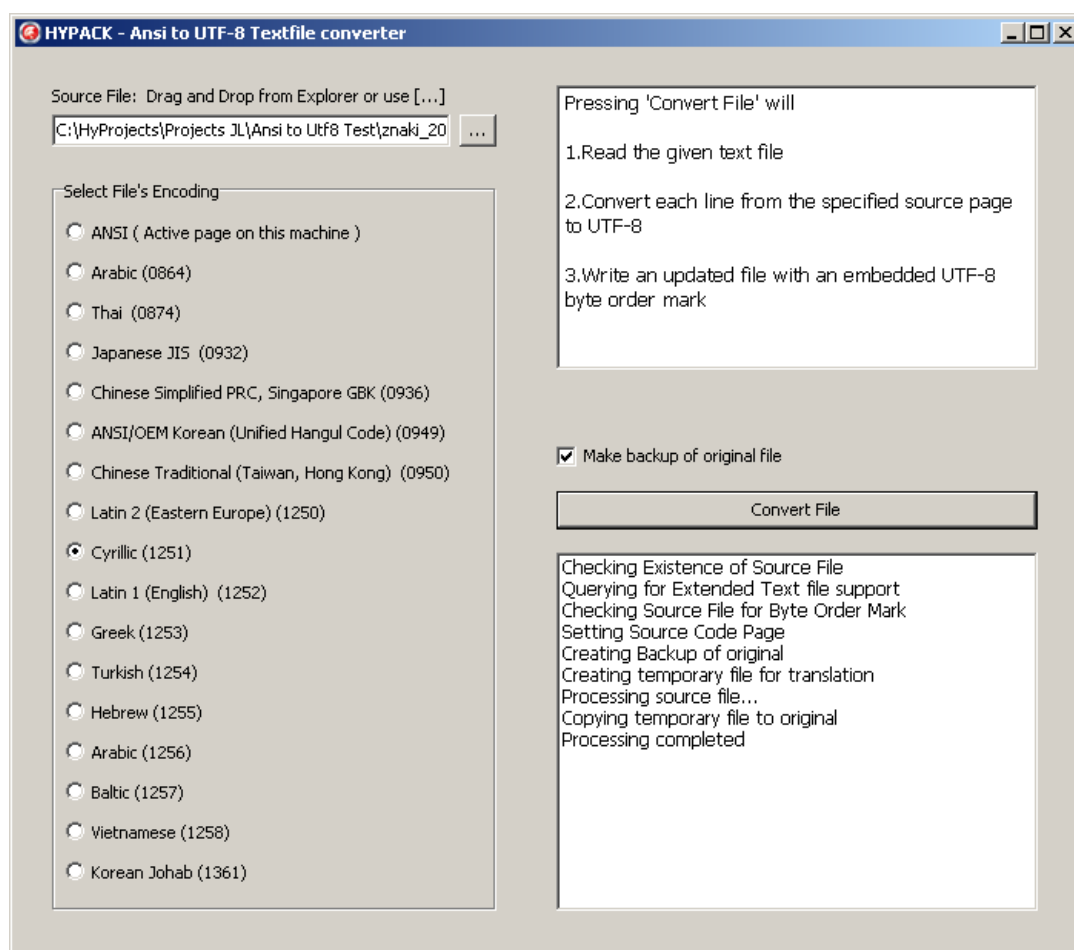 HYPACK - Ansi to UTF-8 Textfile converter
Source File:  Drag and Drop from Explorer or use [...]
C:\HyProjects\Projects JL\Ansi to Utf8 Test\znaki_20
...
Select File's Encoding
ANSI ( Active page on this machine )
Arabic (0864)
Thai  (0874)
Japanese JIS  (0932)
Chinese Simplified PRC, Singapore GBK (0936)
ANSI/OEM Korean (Unified Hangul Code) (0949)
Chinese Traditional (Taiwan, Hong Kong)  (0950)
Latin 2 (Eastern Europe) (1250)
Cyrillic (1251)
Latin 1 (English)  (1252)
Greek (1253)
Turkish (1254)
Hebrew (1255)
Arabic (1256)
Baltic (1257)
Vietnamese (1258)
Korean Johab (1361)
Pressing 'Convert File' will
1.Read the given text file
2.Convert each line from the specified source page
to UTF-8
3.Write an updated file with an embedded UTF-8
byte order mark
Make backup of original file
Convert File
Checking Existence of Source File
Querying for Extended Text file support
Checking Source File for Byte Order Mark
Setting Source Code Page
Creating Backup of original
Creating temporary file for translation
Processing source file...
Copying temporary file to original
Processing completed